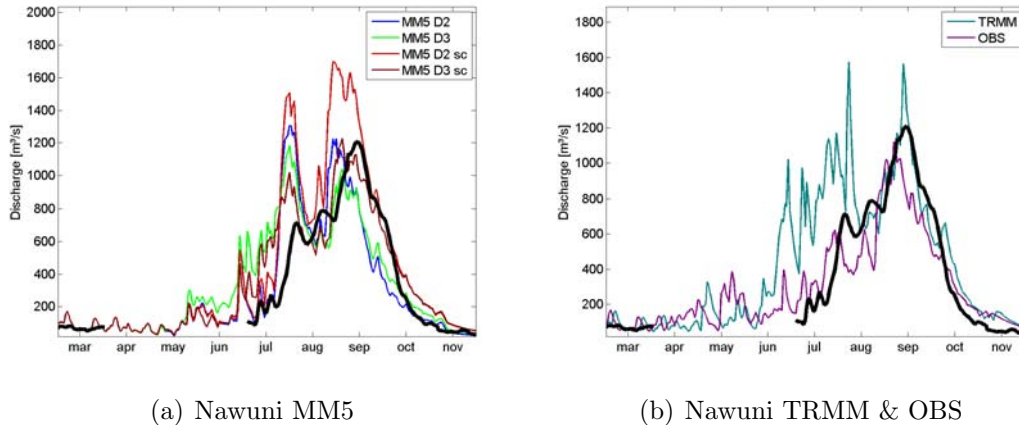 2000
1800
1600
1400
1200
1000
800
600
400
200
Discharge [m³/s]
MM5 D2
MM5 D3
MM5 D2 sc
MM5 D3 sc
mar apr may jun jul aug sep oct nov
(a) Nawuni MM5
1800
1600
1400
1200
1000
800
600
400
200
Discharge [m³/s]
TRMM
OBS
mar apr may jun jul aug sep oct nov
(b) Nawuni TRMM & OBS